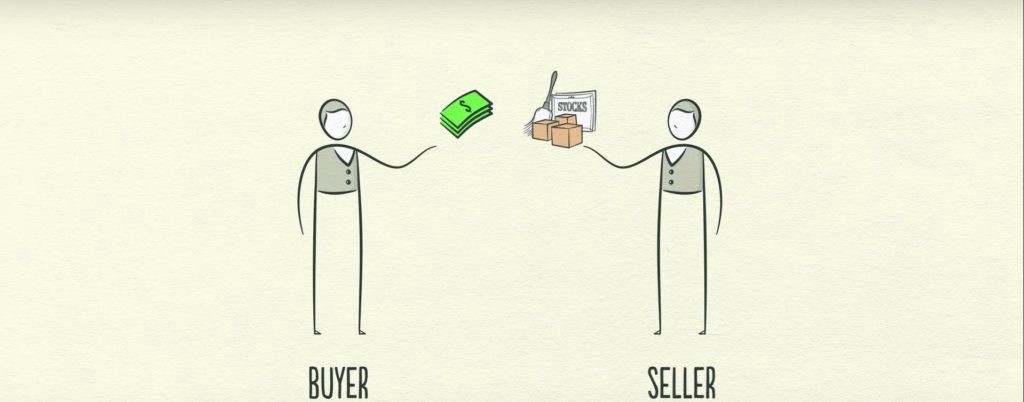 $
STOCKS
BUYER
SELLER